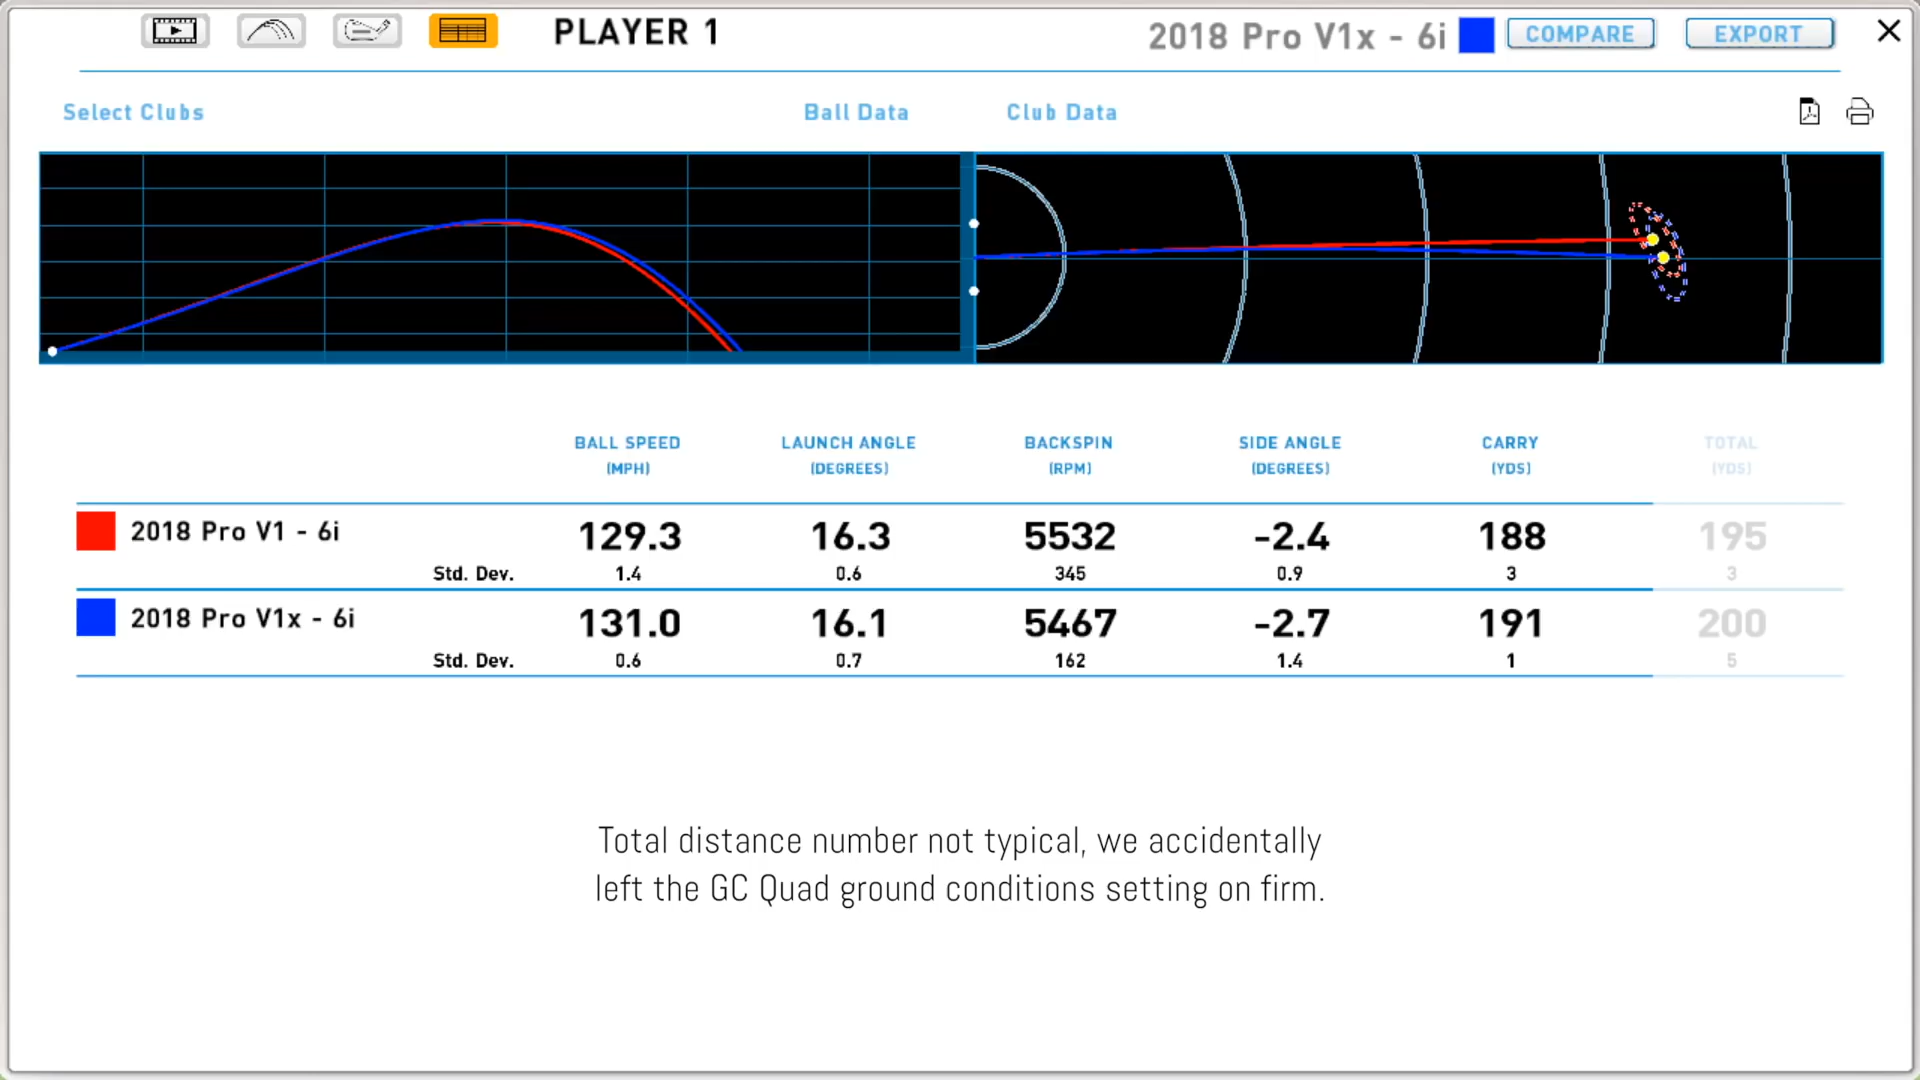 PLAYER 1
2018 Pro V1x - 6i
COMPARE
EXPORT
Select Clubs
Ball Data
Club Data
BALL SPEED LAUNCH ANGLE BACKSPIN SIDE ANGLE CARRY TOTAL
(MPH) (DEGREES) (RPM) (DEGREES) (YDS) (YDS)
2018 Pro V1 - 6i 129.3 16.3 5532 -2.4 188 195
Std. Dev. 1.4 0.6 345 0.9 3 3
2018 Pro V1x - 6i 131.0 16.1 5467 -2.7 191 200
Std. Dev. 0.6 0.7 162 1.4 1 5
Total distance number not typical, we accidentally
left the GC Quad ground conditions setting on firm.